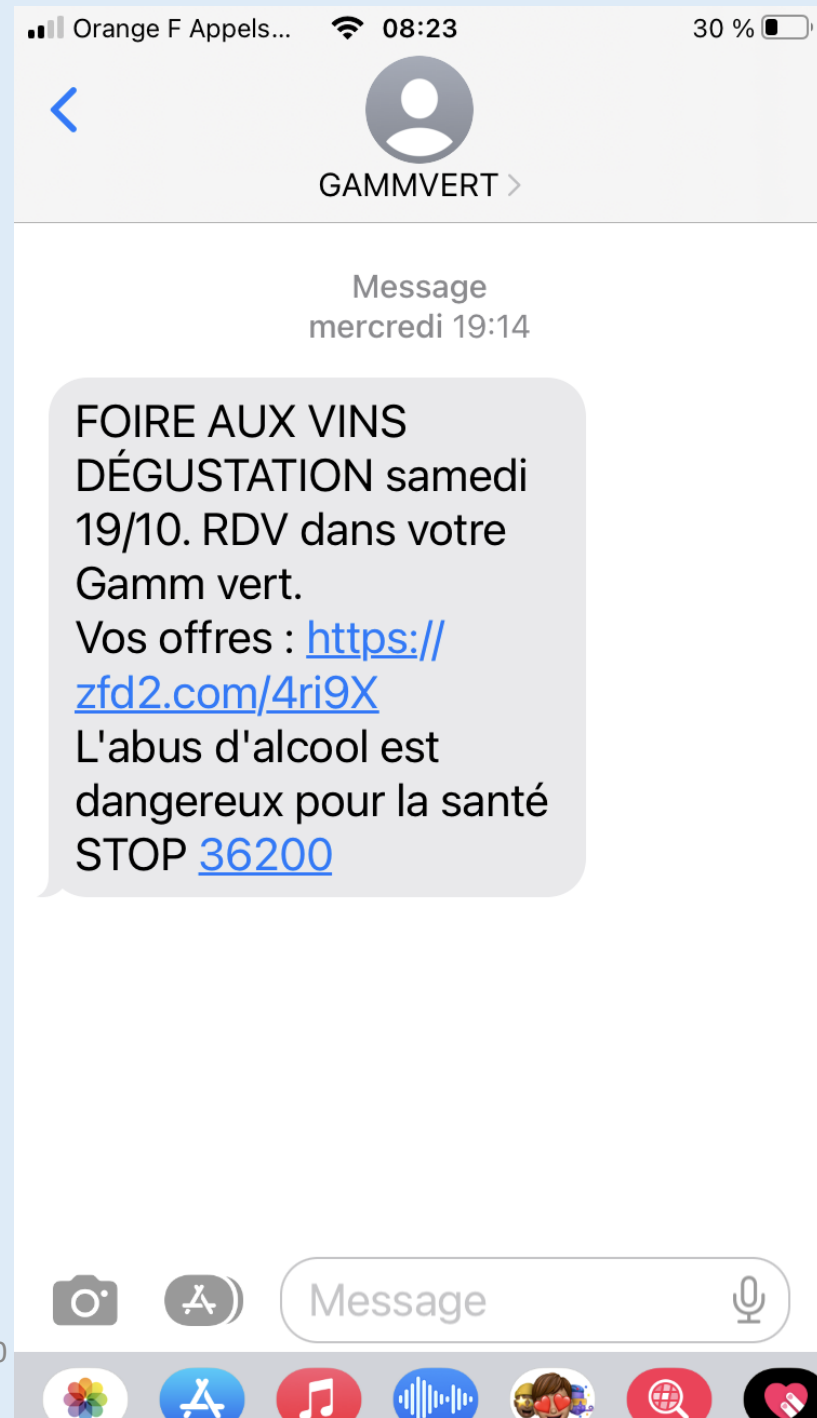 Orange F Appels... 08:23 30 %
GAMMVERT
Message
mercredi 19:14
FOIRE AUX VINS
DÉGUSTATION samedi
19/10. RDV dans votre
Gamm vert.
Vos offres : https://
zfd2.com/4ri9X
L'abus d'alcool est
dangereux pour la santé
STOP 36200
Message